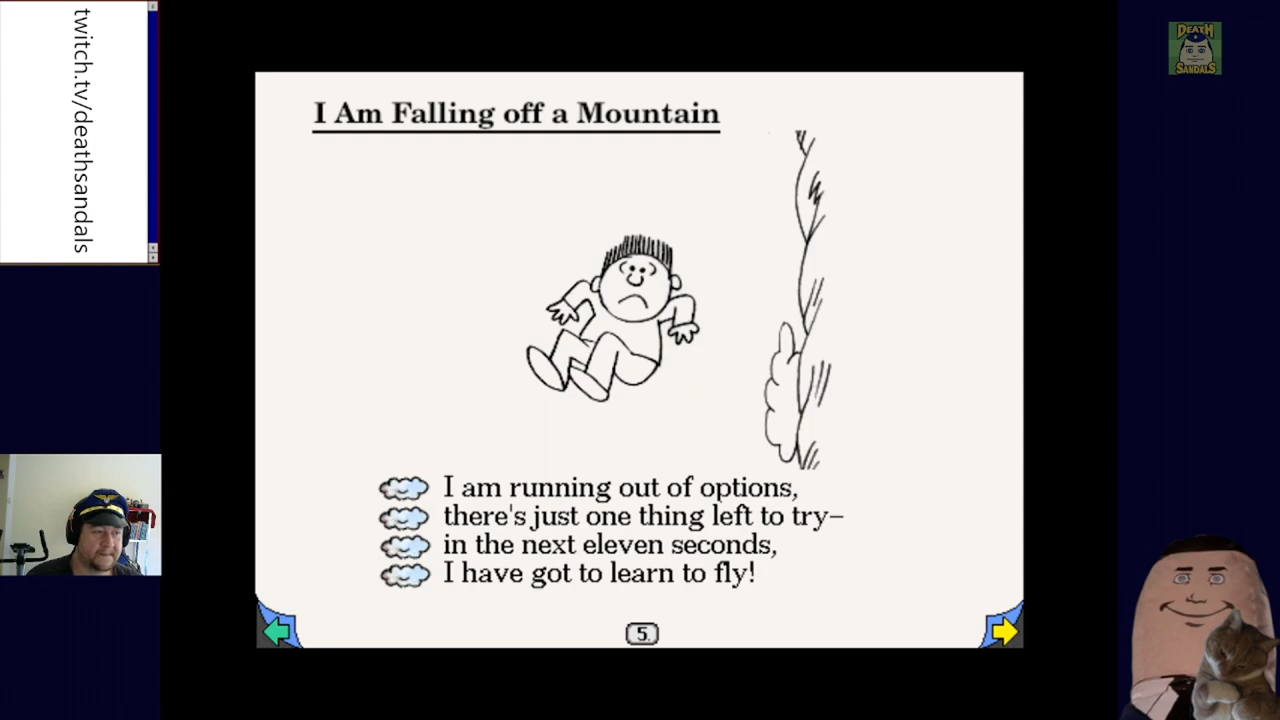 twitch.tv/deathsandals
DEATH
SANDALS
I Am Falling off a Mountain
I am running out of options,
there's just one thing left to try–
in the next eleven seconds,
I have got to learn to fly!
5.